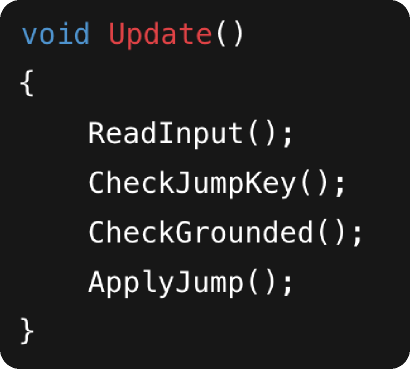 void Update()
{
    ReadInput();
    CheckJumpKey();
    CheckGrounded();
    ApplyJump();
}